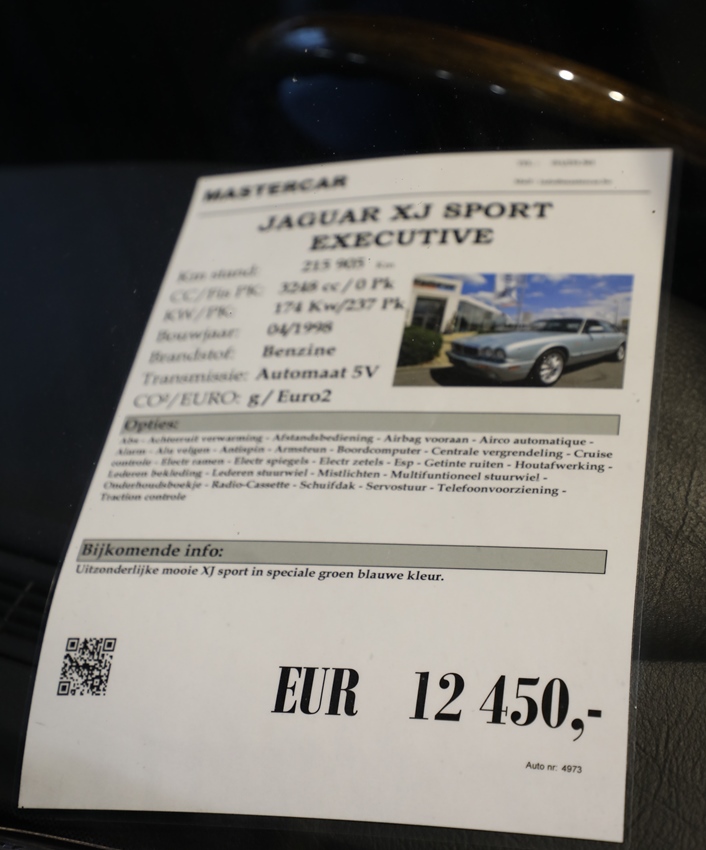 MASTERCAR
JAGUAR XJ SPORT
EXECUTIVE
Km stand: 215 905 Km
CC/Fis PK: 3248 cc / 0 Pk
KW/PK: 174 Kw/237 Pk
Bouwjaar: 04/1998
Brandstof: Benzine
Transmissie: Automaat 5V
CO²/EURO: g / Euro2
Opties:
Abs - Achterruit verwarming - Afstandsbediening - Airbag vooraan - Airco automatique -
Alarm - Alu velgen - Antispin - Armsteun - Boordcomputer - Centrale vergrendeling - Cruise
controle - Electr ramen - Electr spiegels - Electr zetels - Esp - Getinte ruiten - Houtafwerking -
Lederen bekleding - Lederen stuurwiel - Mistlichten - Multifuntioneel stuurwiel -
Onderhoudsboekje - Radio-Cassette - Schuifdak - Servostuur - Telefoonvoorziening -
Traction controle
Bijkomende info:
Uitzonderlijke mooie XJ sport in speciale groen blauwe kleur.
EUR 12 450,-
Auto nr: 4973